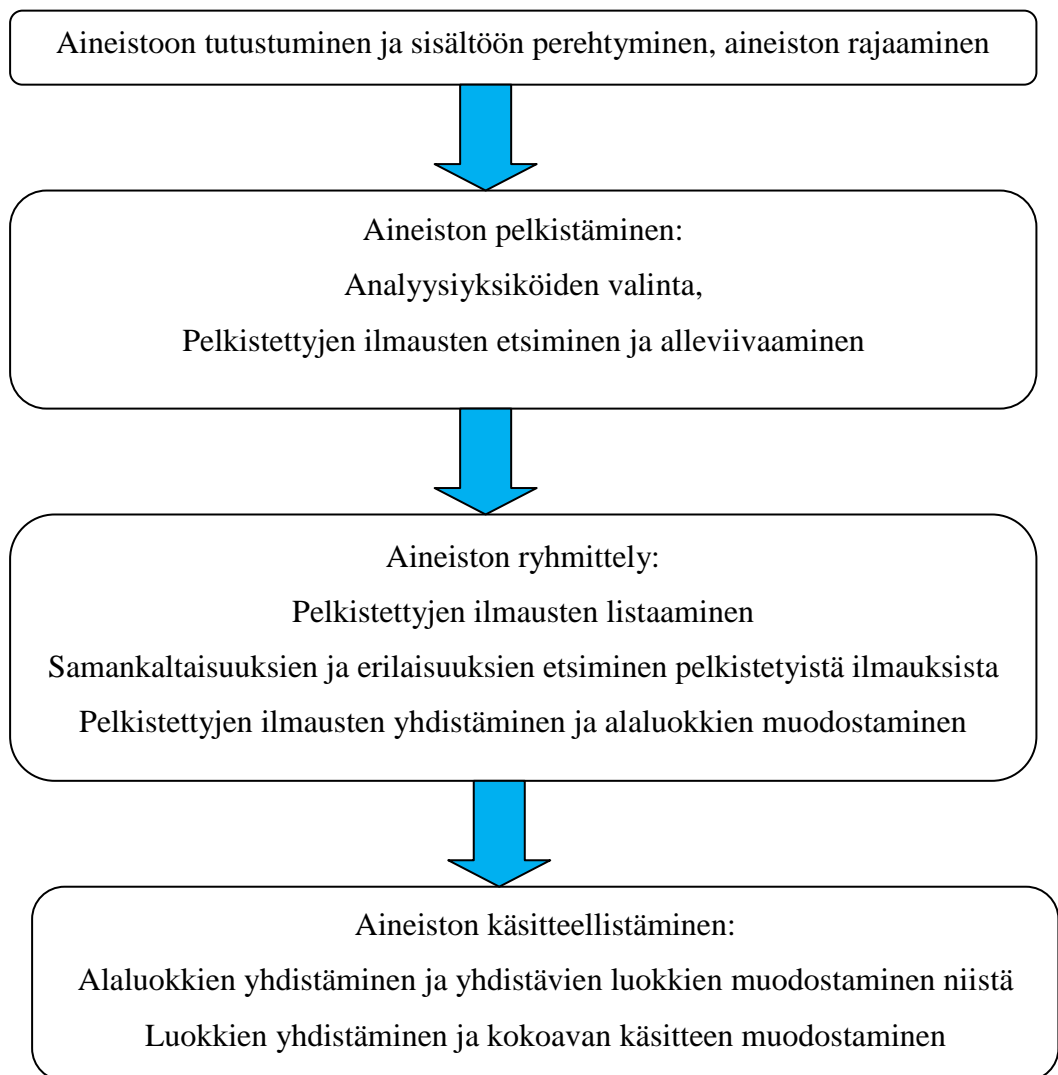 Aineistoon tutustuminen ja sisältöön perehtyminen, aineiston rajaaminen
Aineiston pelkistäminen:
Analyysiyksiköiden valinta,
Pelkistettyjen ilmausten etsiminen ja alleviivaaminen
Aineiston ryhmittely:
Pelkistettyjen ilmausten listaaminen
Samankaltaisuuksien ja erilaisuuksien etsiminen pelkistetyistä ilmauksista
Pelkistettyjen ilmausten yhdistäminen ja alaluokkien muodostaminen
Aineiston käsitteellistäminen:
Alaluokkien yhdistäminen ja yhdistävien luokkien muodostaminen niistä
Luokkien yhdistäminen ja kokoavan käsitteen muodostaminen